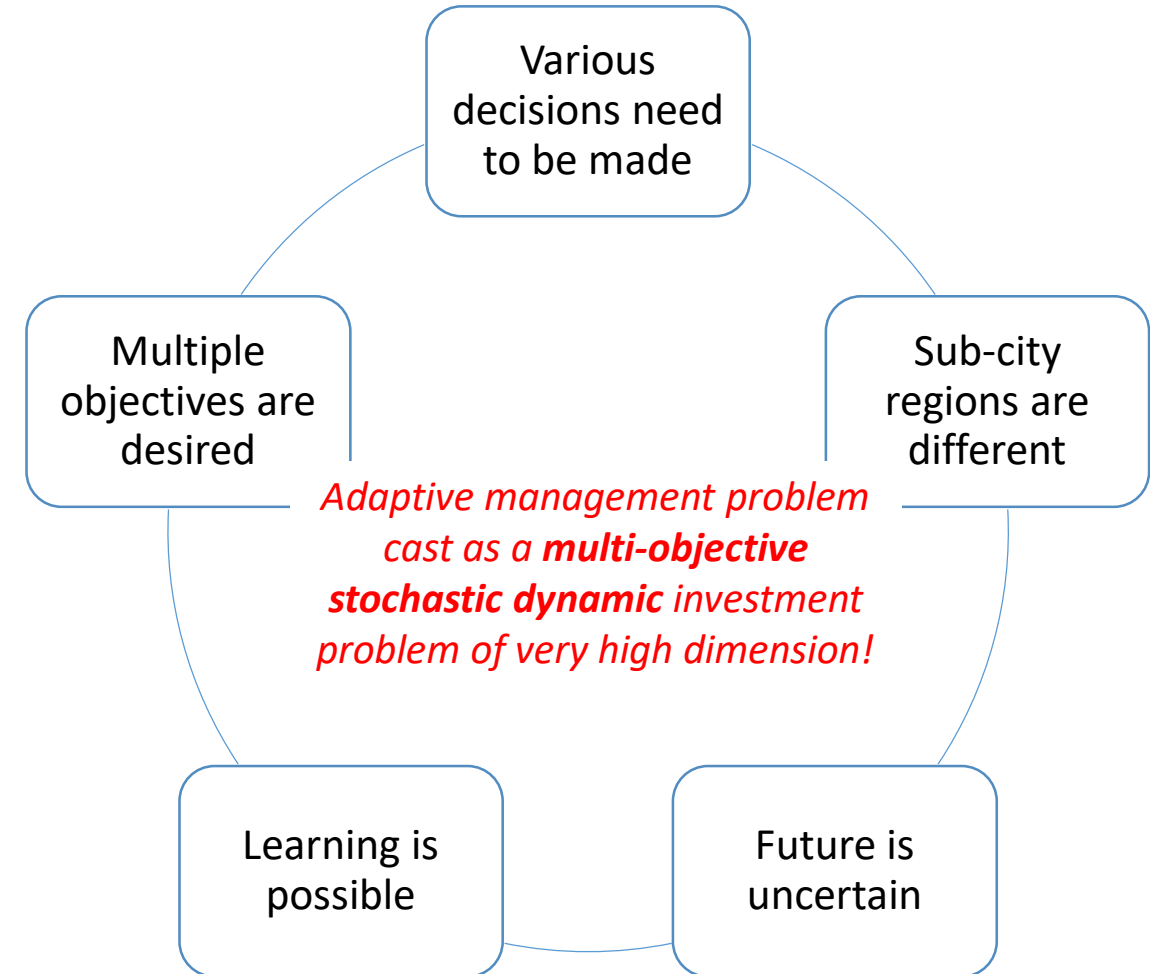 Various
decisions need
to be made
Sub-city
regions are
different
Future is
uncertain
Learning is
possible
Multiple
objectives are
desired
Adaptive management problem
cast as a multi-objective
stochastic dynamic investment
problem of very high dimension!